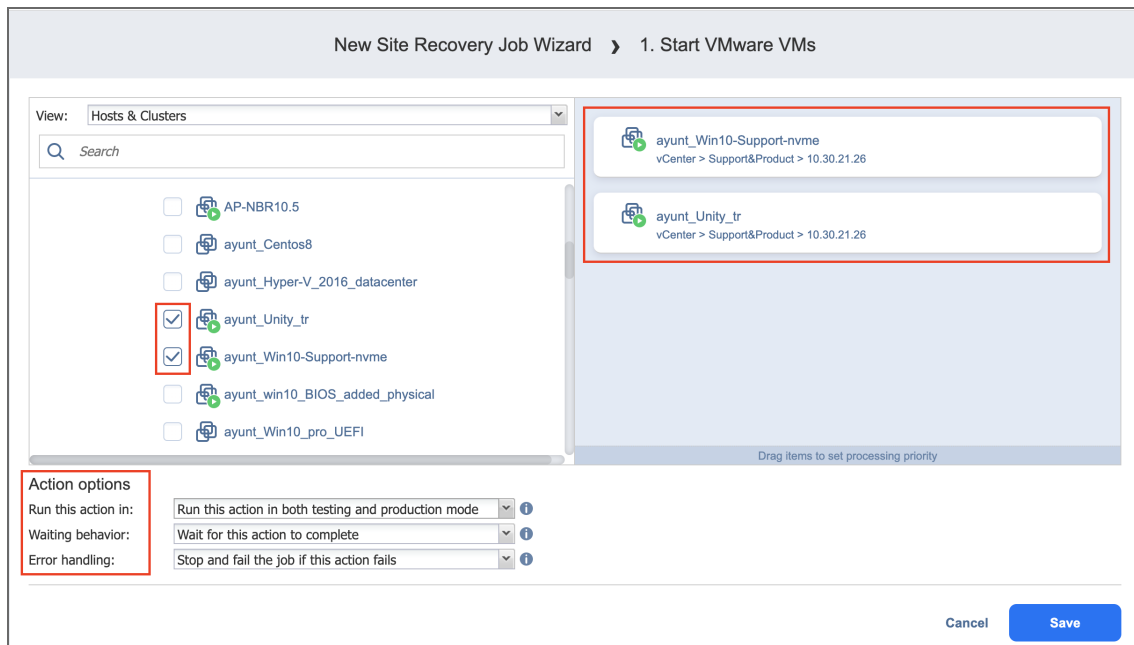 New Site Recovery Job Wizard ❯ 1. Start VMware VMs
View: Hosts & Clusters
Search
AP-NBR10.5
ayunt_Centos8
ayunt_Hyper-V_2016_datacenter
ayunt_Unity_tr
ayunt_Win10-Support-nvme
ayunt_win10_BIOS_added_physical
ayunt_Win10_pro_UEFI
ayunt_Win10-Support-nvme
vCenter > Support&Product > 10.30.21.26
ayunt_Unity_tr
vCenter > Support&Product > 10.30.21.26
Drag items to set processing priority
Action options
Run this action in: Run this action in both testing and production mode
Waiting behavior: Wait for this action to complete
Error handling: Stop and fail the job if this action fails
Cancel Save